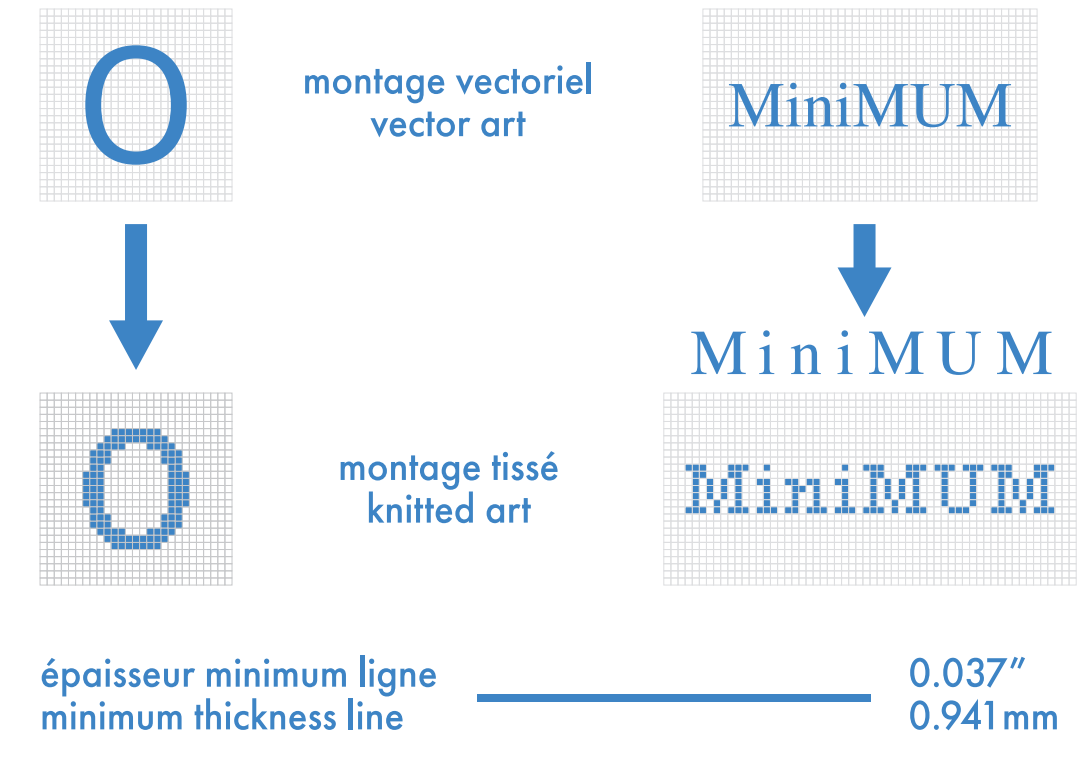 O
montage vectoriel
vector art
MiniMUM
MiniMUM
O
montage tissé
knitted art
MiniMUM
épaisseur minimum ligne
minimum thickness line
0.037”
0.941mm